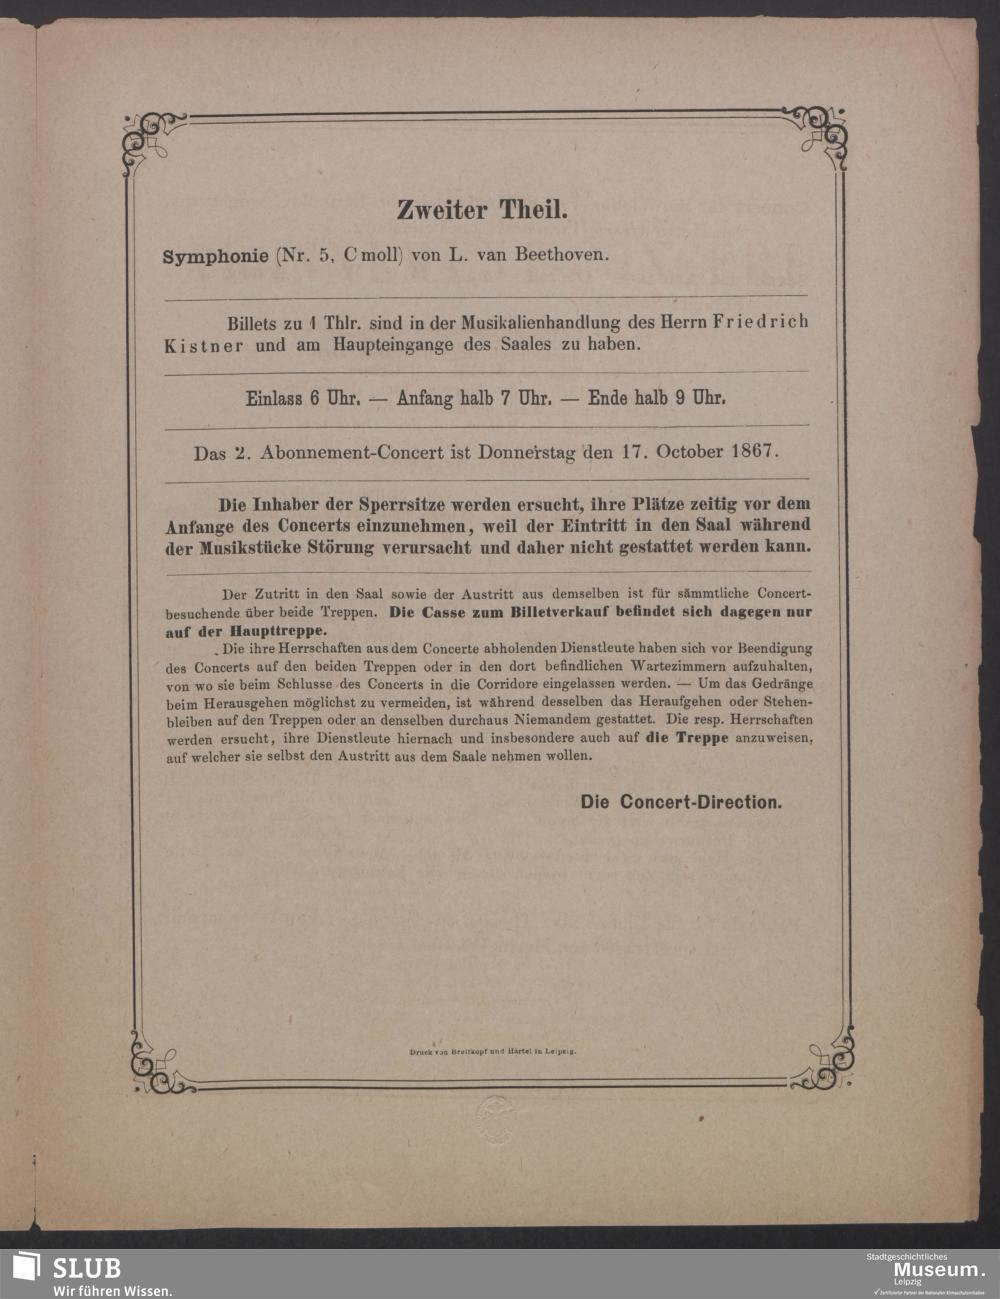 Zweiter Theil.
Symphonie (Nr. 5, C moll) von L. van Beethoven.
Billets zu 1 Thlr. sind in der Musikalienhandlung des Herrn Friedrich
Kistner und am Haupteingange des Saales zu haben.
Einlass 6 Uhr. — Anfang halb 7 Uhr. — Ende halb 9 Uhr.
Das 2. Abonnement-Concert ist Donnerstag den 17. October 1867.
Die Inhaber der Sperrsitze werden ersucht, ihre Plätze zeitig vor dem
Anfange des Concerts einzunehmen, weil der Eintritt in den Saal während
der Musikstücke Störung verursacht und daher nicht gestattet werden kann.
Der Zutritt in den Saal sowie der Austritt aus demselben ist für sämmtliche Concert-
besuchende über beide Treppen. Die Casse zum Billetverkauf befindet sich dagegen nur
auf der Haupttreppe.
Die ihre Herrschaften aus dem Concerte abholenden Dienstleute haben sich vor Beendigung
des Concerts auf den beiden Treppen oder in den dort befindlichen Wartezimmern aufzuhalten,
von wo sie beim Schlusse des Concerts in die Corridore eingelassen werden. — Um das Gedränge
beim Herausgehen möglichst zu vermeiden, ist während desselben das Heraufgehen oder Stehen-
bleiben auf den Treppen oder an denselben durchaus Niemandem gestattet. Die resp. Herrschaften
werden ersucht, ihre Dienstleute hiernach und insbesondere auch auf die Treppe anzuweisen,
auf welcher sie selbst den Austritt aus dem Saale nehmen wollen.
Die Concert-Direction.
Druck von Breitkopf und Härtel in Leipzig.
SLUB
Wir führen Wissen.
Stadtgeschichtliches
Museum.
Leipzig
Zertifizierter Partner der Nationalen Klimaschutzinitiative